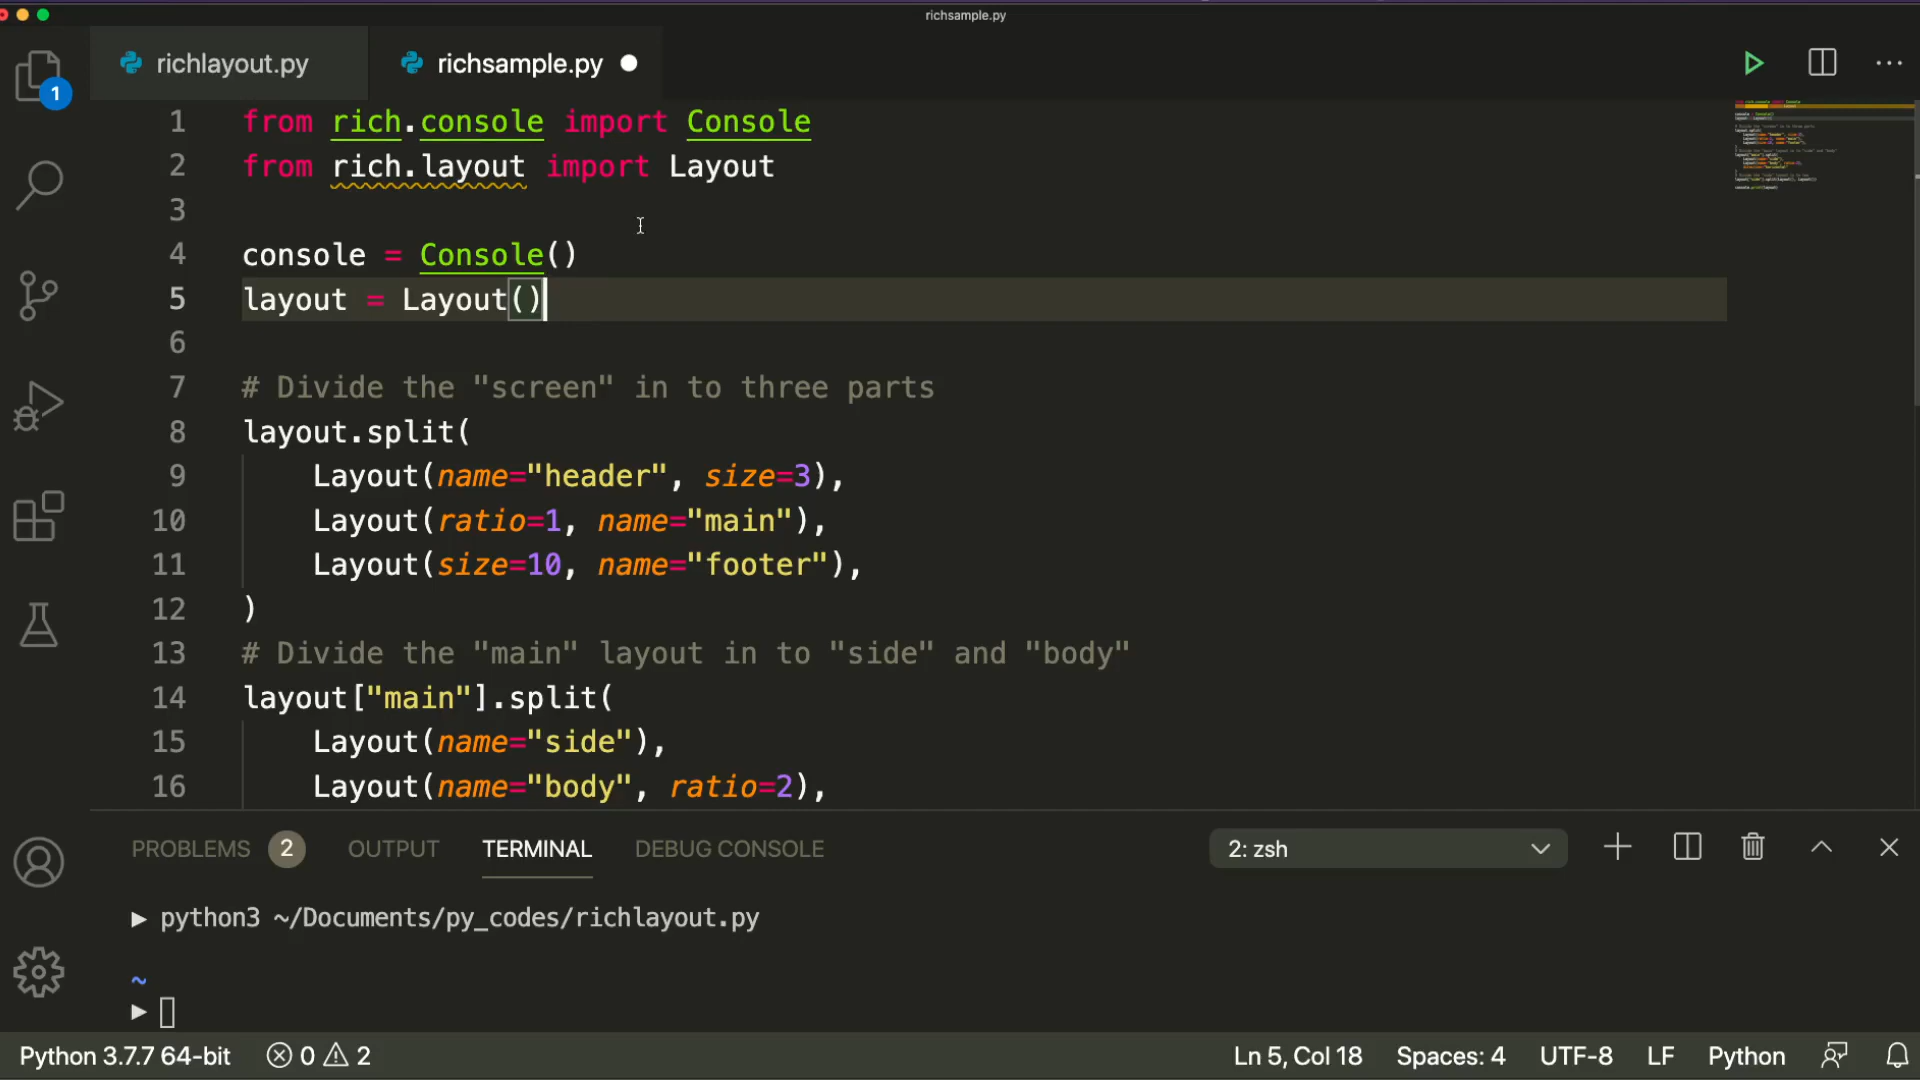 richsample.py
richlayout.py
richsample.py
1
1 from rich.console import Console
2 from rich.layout import Layout
3
4 console = Console()
5 layout = Layout()
6
7 # Divide the "screen" in to three parts
8 layout.split(
9 Layout(name="header", size=3),
10 Layout(ratio=1, name="main"),
11 Layout(size=10, name="footer"),
12 )
13 # Divide the "main" layout in to "side" and "body"
14 layout["main"].split(
15 Layout(name="side"),
16 Layout(name="body", ratio=2),
PROBLEMS 2 OUTPUT TERMINAL DEBUG CONSOLE 2: zsh
python3 ~/Documents/py_codes/richlayout.py
~
Python 3.7.7 64-bit 0 2 Ln 5, Col 18 Spaces: 4 UTF-8 LF Python